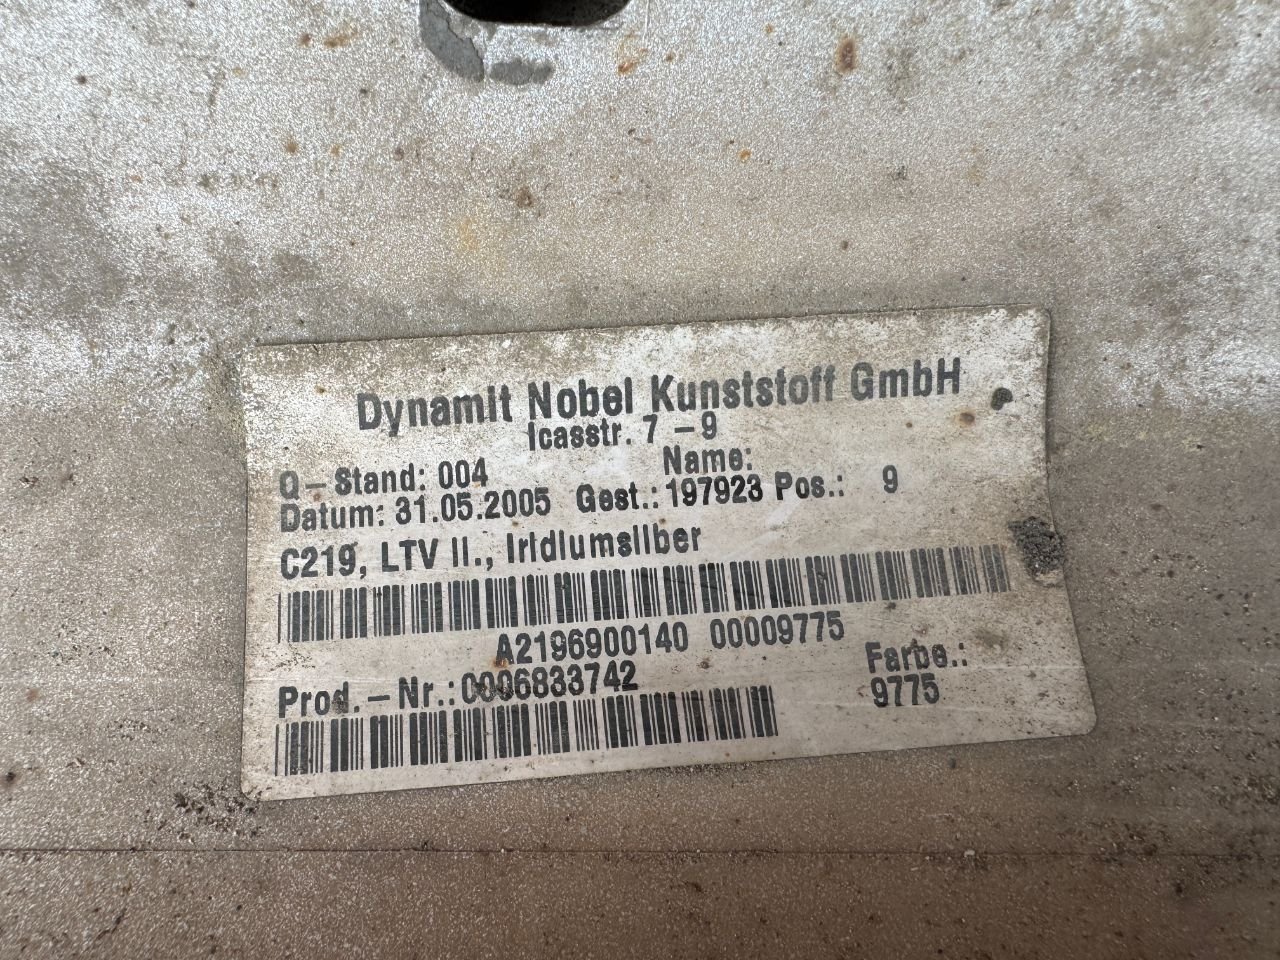 Dynamit Nobel Kunststoff GmbH
Icasstr. 7 - 9
Q - Stand: 004 Name:
Datum: 31.05.2005 Gest.: 197923 Pos.: 9
C219, LTV li., Iridiumsilber
A2196900140 00009775
Prod. - Nr.: 0006833742 Farbe.:
9775